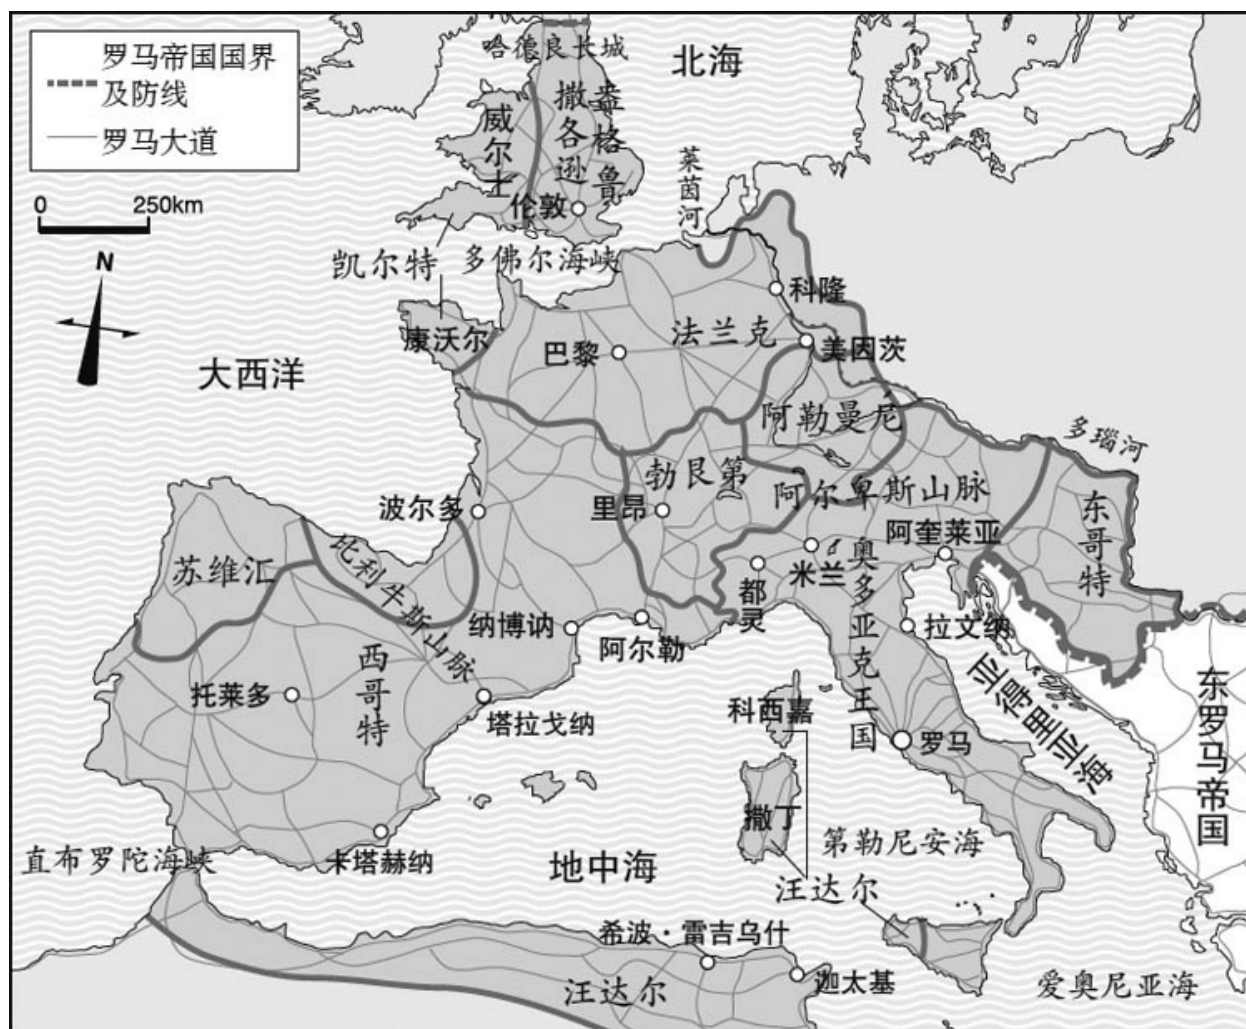 罗马帝国国界
及防线
罗马大道
0 250km
N
哈德良长城
北海
威尔士
撒各逊
盎格鲁
莱茵河
伦敦
凯尔特
多佛尔海峡
康沃尔
科隆
法兰克
巴黎
美因茨
大西洋
阿勒曼尼
多瑙河
勃艮第
阿尔卑斯山脉
波尔多
里昂
阿奎莱亚
东哥特
苏维汇
比利牛斯山脉
米兰
都灵
奥多亚克王国
纳博讷
阿尔勒
拉文纳
西哥特
托莱多
塔拉戈纳
科西嘉
罗马
亚得里亚海
东罗马帝国
撒丁
第勒尼安海
直布罗陀海峡
卡塔赫纳
地中海
汪达尔
希波·雷吉乌什
汪达尔
迦太基
爱奥尼亚海